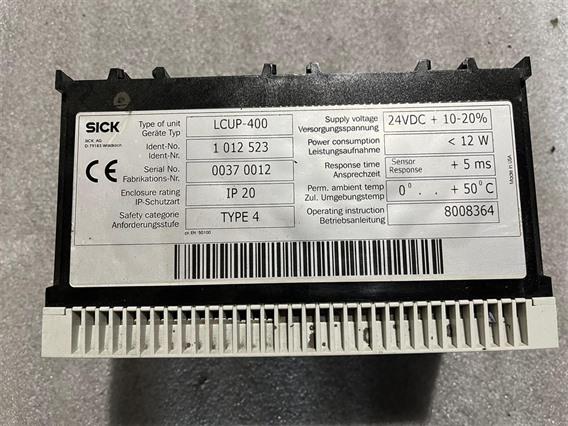 SICK
SICK AG
D-79183 Waldkirch
CE
Type of unit LCUP-400
Geräte Typ
Ident-No. 1 012 523
Ident-Nr.
Serial No. 0037 0012
Fabrikations-Nr.
Enclosure rating IP 20
IP-Schutzart
Safety categorie TYPE 4
Anforderungsstufe
cf. EN 50100
Supply voltage 24VDC + 10-20%
Versorgungsspannung
Power consumption < 12 W
Leistungsaufnahme
Response time Sensor Response + 5 ms
Ansprechzeit
Perm. ambient temp 0° . . + 50°C
Zul. Umgebungstemp
Operating instruction 8008364
Betriebsanleitung
Made in USA